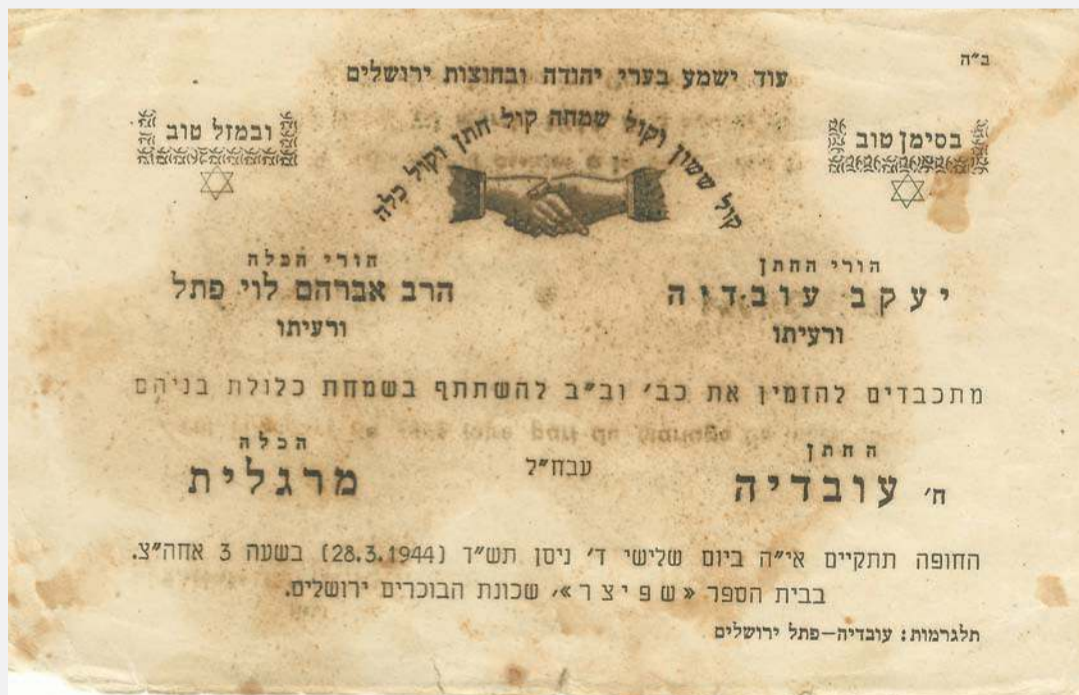 ב״ה
עוד ישמע בערי יהודה ובחוצות ירושלים
קול ששון וקול שמחה קול חתן וקול כלה
בסימן טוב
ובמזל טוב
הורי החתן
יעקב עובדיה
ורעיתו
הורי הכלה
הרב אברהם לוי פתל
ורעיתו
מתכבדים להזמין את כב׳ וב״ב להשתתף בשמחת כלולת בניהם
החתן
ח׳ עובדיה
עבח״ל
הכלה
מרגלית
החופה תתקיים אי״ה ביום שלישי ד׳ ניסן תש״ד (28.3.1944) בשעה 3 אחה״צ.
בבית הספר «שפיצר», שכונת הבוכרים ירושלים.
תלגרמות: עובדיה—פתל ירושלים